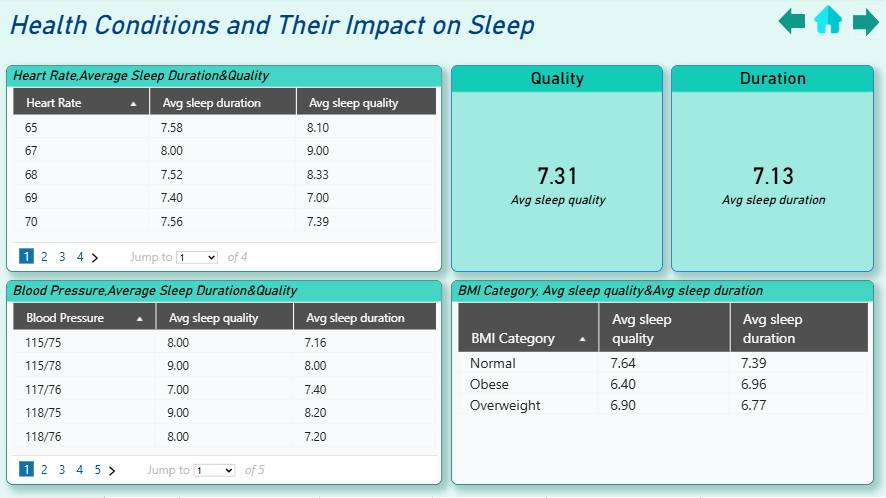 Health Conditions and Their Impact on Sleep
Heart Rate,Average Sleep Duration&Quality
Heart Rate Avg sleep duration Avg sleep quality
65 7.58 8.10
67 8.00 9.00
68 7.52 8.33
69 7.40 7.00
70 7.56 7.39
1 2 3 4 Jump to 1 of 4
Quality
7.31
Avg sleep quality
Duration
7.13
Avg sleep duration
Blood Pressure,Average Sleep Duration&Quality
Blood Pressure Avg sleep quality Avg sleep duration
115/75 8.00 7.16
115/78 9.00 8.00
117/76 7.00 7.40
118/75 9.00 8.20
118/76 8.00 7.20
1 2 3 4 5 Jump to 1 of 5
BMI Category, Avg sleep quality&Avg sleep duration
BMI Category Avg sleep quality Avg sleep duration
Normal 7.64 7.39
Obese 6.40 6.96
Overweight 6.90 6.77